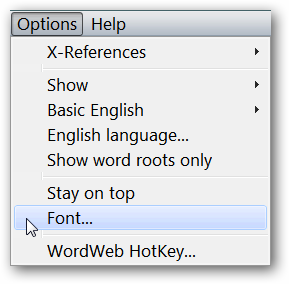 Options Help
X-References
Show
Basic English
English language...
Show word roots only
Stay on top
Font...
WordWeb HotKey...